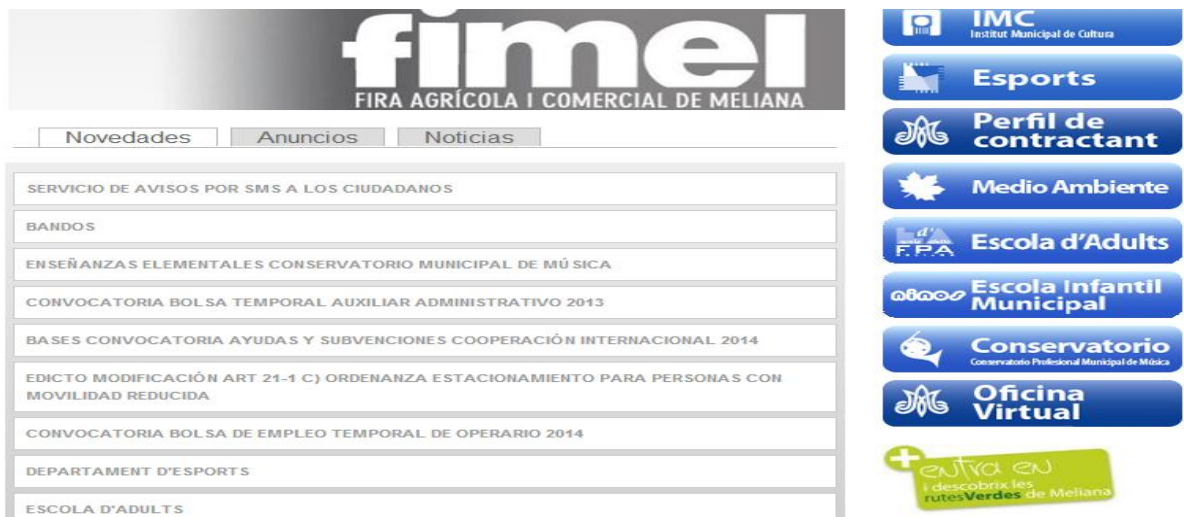 fimel
FIRA AGRÍCOLA I COMERCIAL DE MELIANA
Novedades
Anuncios
Noticias
SERVICIO DE AVISOS POR SMS A LOS CIUDADANOS
BANDOS
ENSEÑANZAS ELEMENTALES CONSERVATORIO MUNICIPAL DE MÚSICA
CONVOCATORIA BOLSA TEMPORAL AUXILIAR ADMINISTRATIVO 2013
BASES CONVOCATORIA AYUDAS Y SUBVENCIONES COOPERACIÓN INTERNACIONAL 2014
EDICTO MODIFICACIÓN ART 21-1 C) ORDENANZA ESTACIONAMIENTO PARA PERSONAS CON
MOVILIDAD REDUCIDA
CONVOCATORIA BOLSA DE EMPLEO TEMPORAL DE OPERARIO 2014
DEPARTAMENT D'ESPORTS
ESCOLA D'ADULTS
IMC
Institut Municipal de Cultura
Esports
Perfil de
contractant
Medio Ambiente
FPA
Escola d'Adults
Escola Infantil
Municipal
Conservatorio
Conservatorio Profesional Municipal de Música
Oficina
Virtual
entra en
i descobrix les
rutesVerdes de Meliana